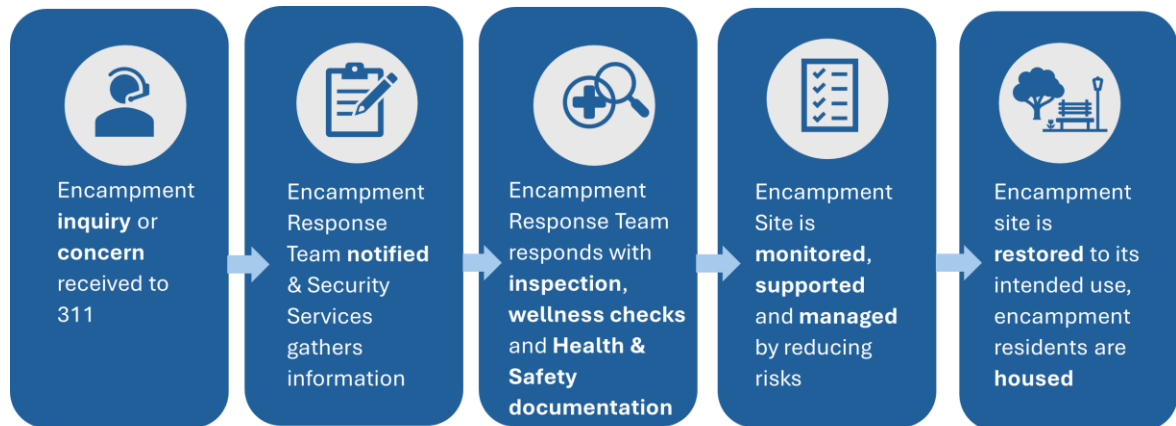 Encampment
inquiry or
concern
received to
311
Encampment
Response
Team notified
& Security
Services
gathers
information
Encampment
Response Team
responds with
inspection,
wellness checks
and Health &
Safety
documentation
Encampment
Site is
monitored,
supported
and managed
by reducing
risks
Encampment
site is
restored to its
intended use,
encampment
residents are
housed